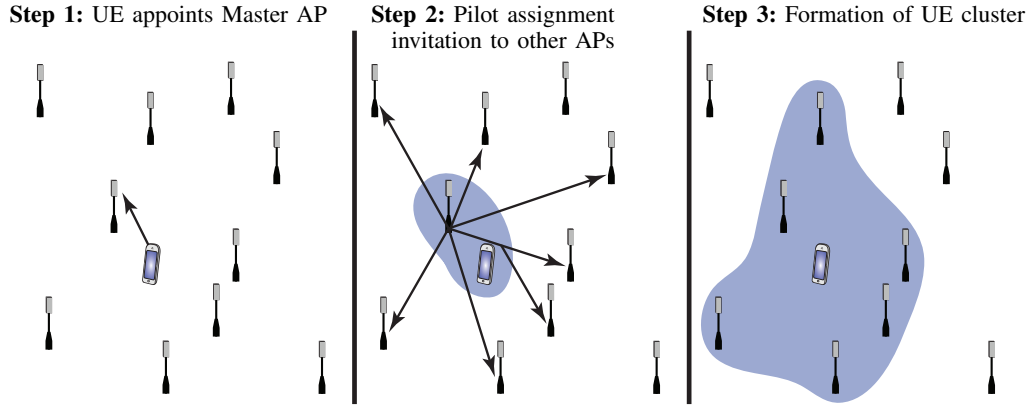 Step 1: UE appoints Master AP
Step 2: Pilot assignment
invitation to other APs
Step 3: Formation of UE cluster